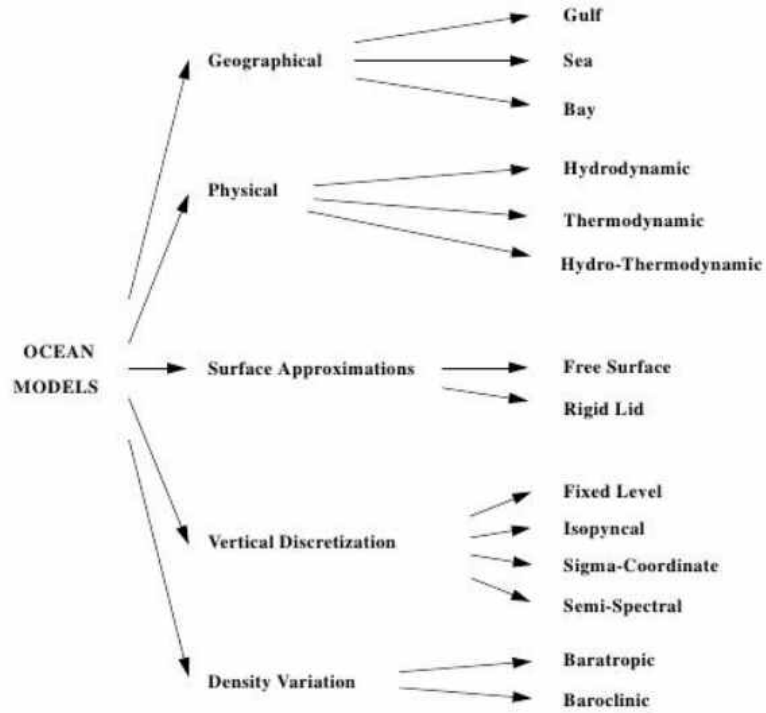 OCEAN
MODELS
Geographical
Gulf
Sea
Bay
Physical
Hydrodynamic
Thermodynamic
Hydro-Thermodynamic
Surface Approximations
Free Surface
Rigid Lid
Vertical Discretization
Fixed Level
Isopyncal
Sigma-Coordinate
Semi-Spectral
Density Variation
Baratropic
Baroclinic